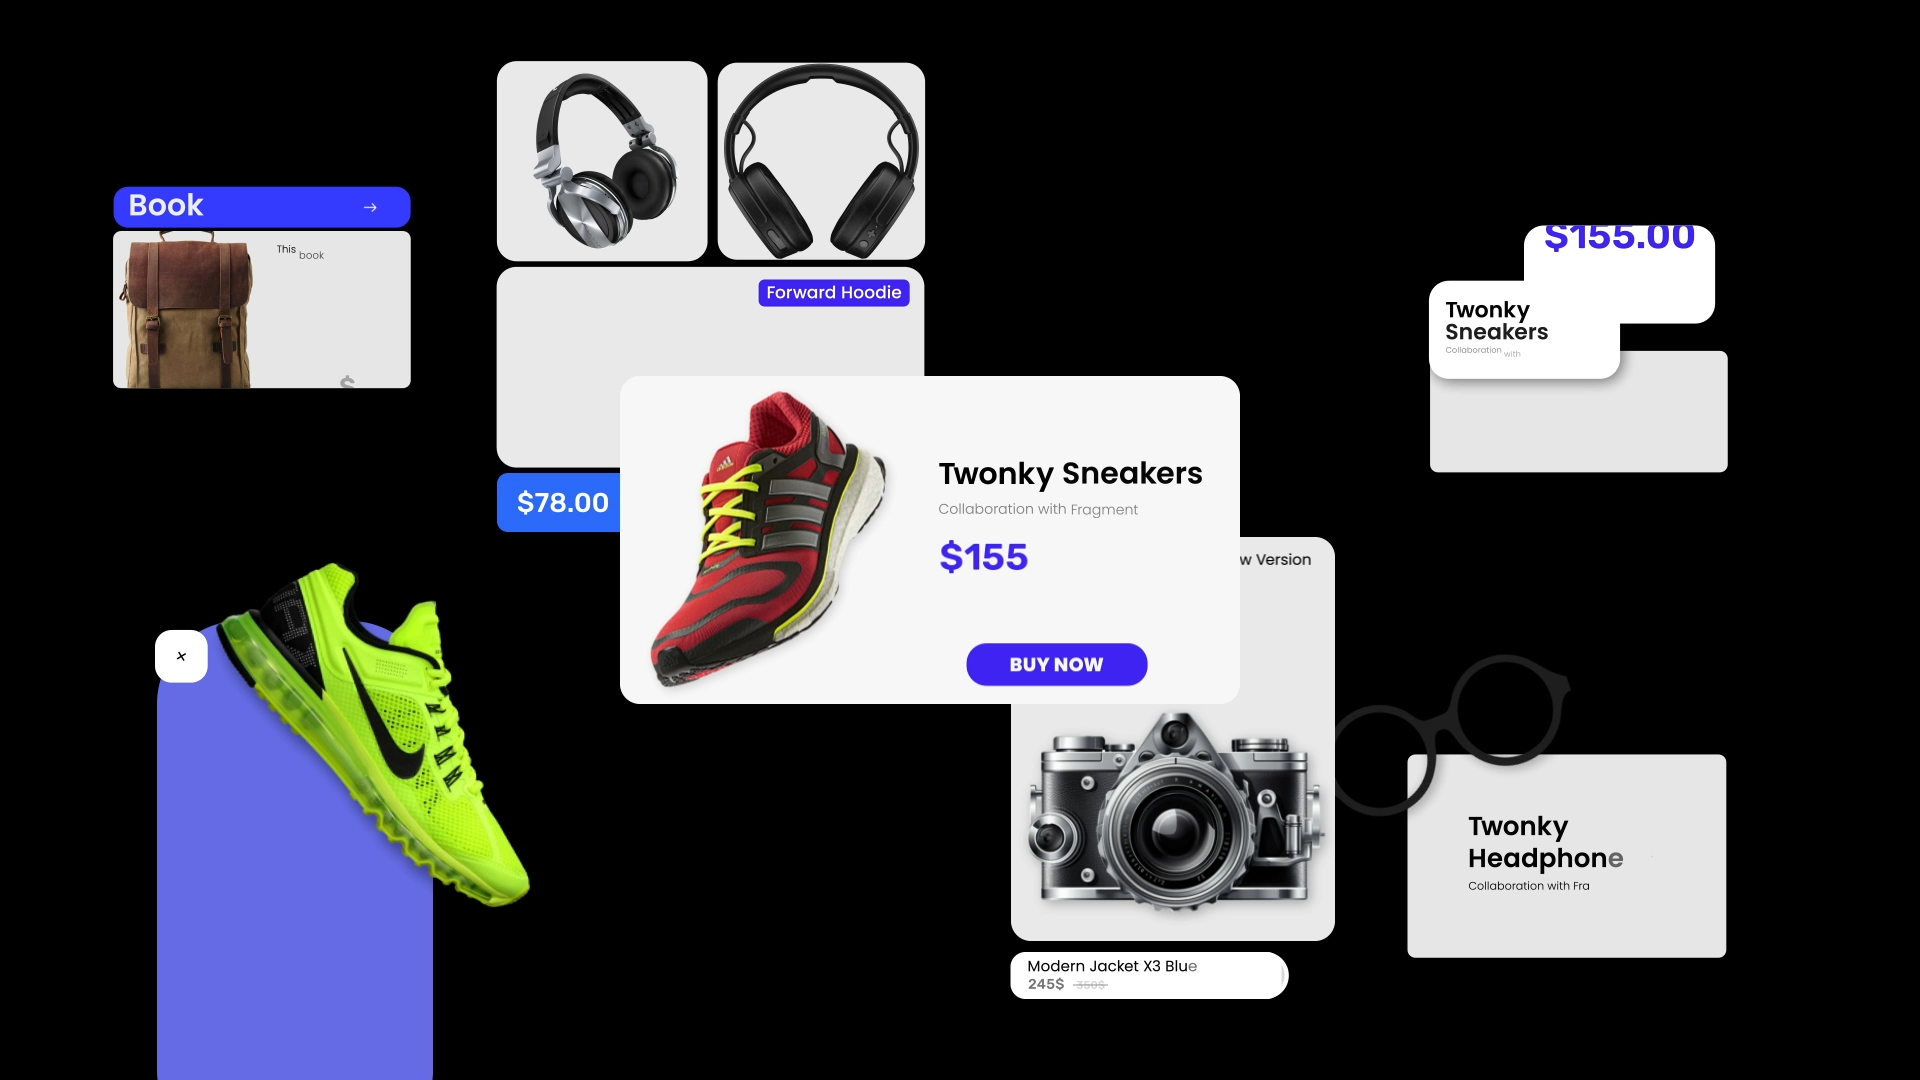 Book →
This book
$
Forward Hoodie
$78.00
Twonky Sneakers
Collaboration with Fragment
$155
BUY NOW
w Version
Modern Jacket X3 Blue
245$ 350$
$155.00
Twonky
Sneakers
Collaboration with
Twonky
Headphone
Collaboration with Fra